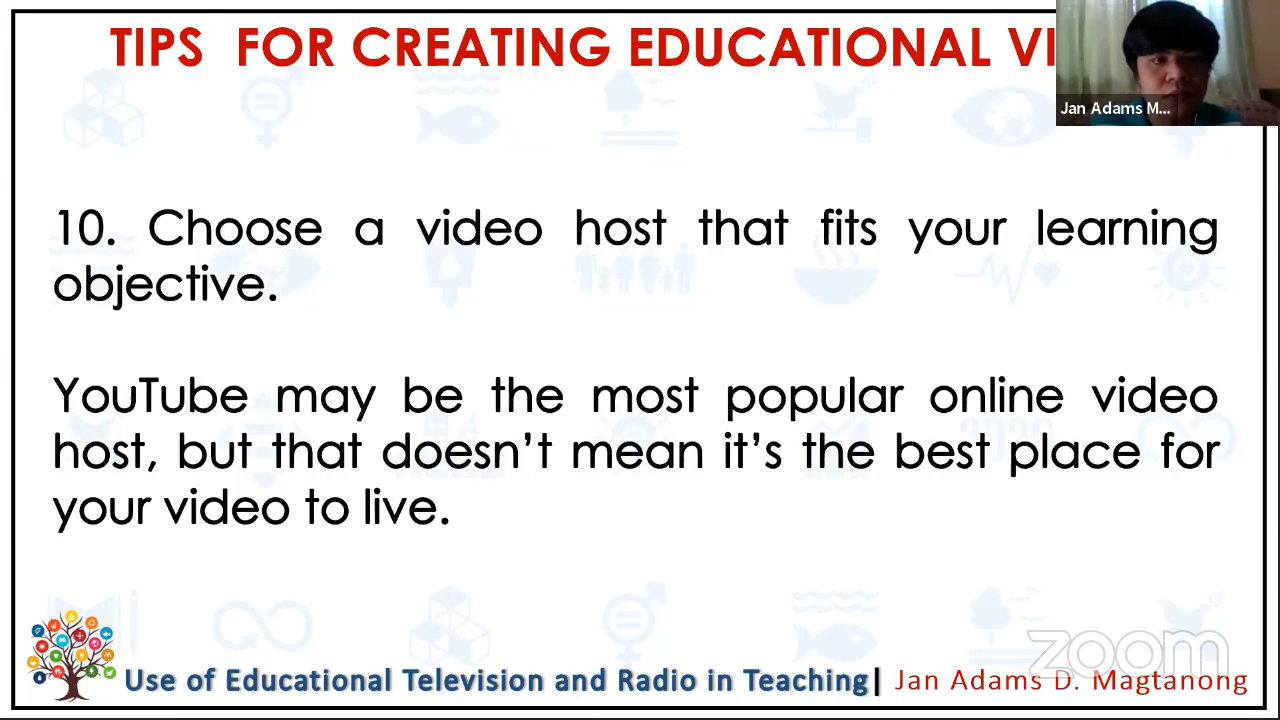 TIPS FOR CREATING EDUCATIONAL VI
Jan Adams M...
10. Choose a video host that fits your learning
objective.
YouTube may be the most popular online video
host, but that doesn't mean it's the best place for
your video to live.
zoom
Use of Educational Television and Radio in Teaching| Jan Adams D. Magtanong